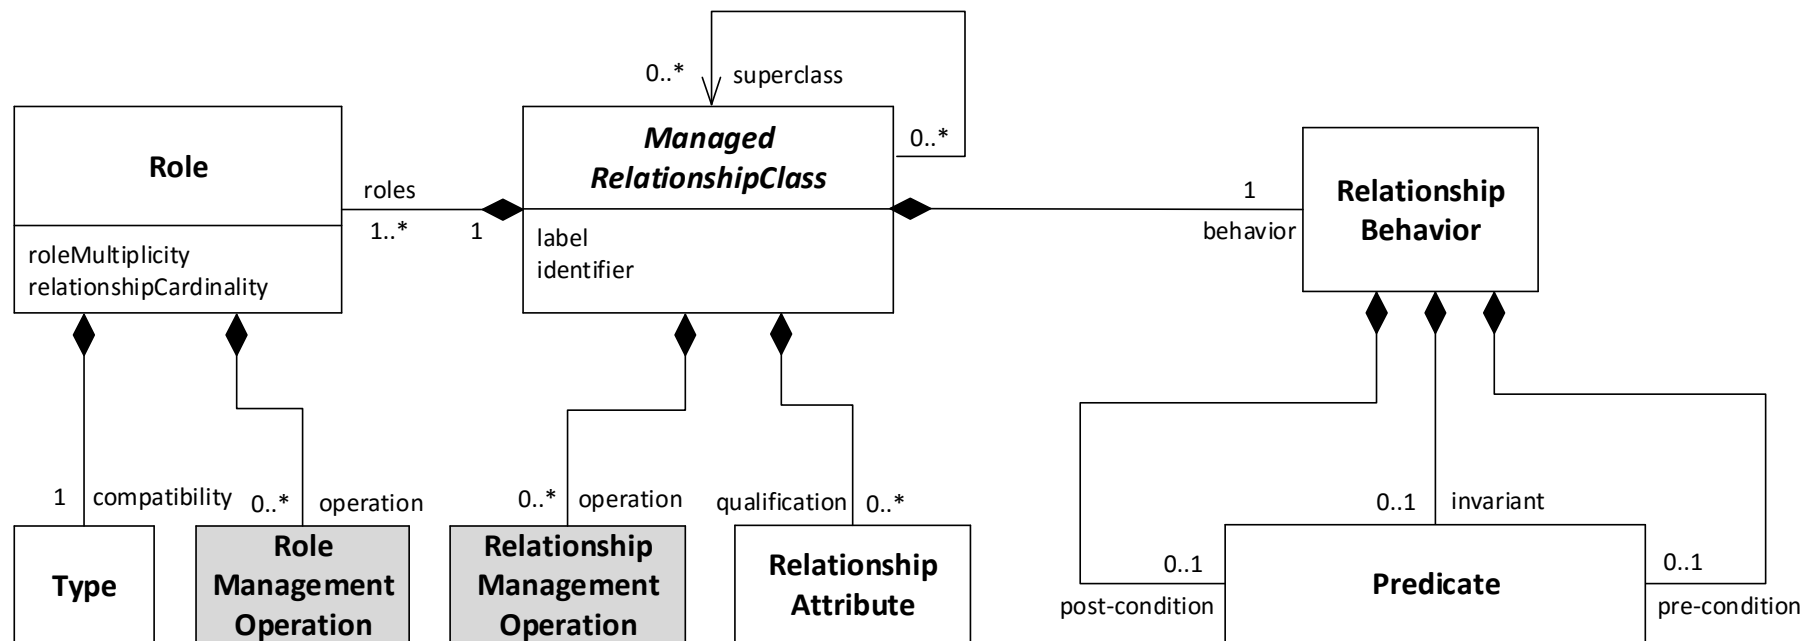 0..*
superclass
Managed
RelationshipClass
0..*
label
identifier
Role
roleMultiplicity
relationshipCardinality
roles
1..*
1
1
behavior
Relationship
Behavior
1
compatibility
0..*
operation
0..*
operation
qualification
0..*
0..1
invariant
0..1
post-condition
0..1
pre-condition
Type
Role
Management
Operation
Relationship
Management
Operation
Relationship
Attribute
Predicate